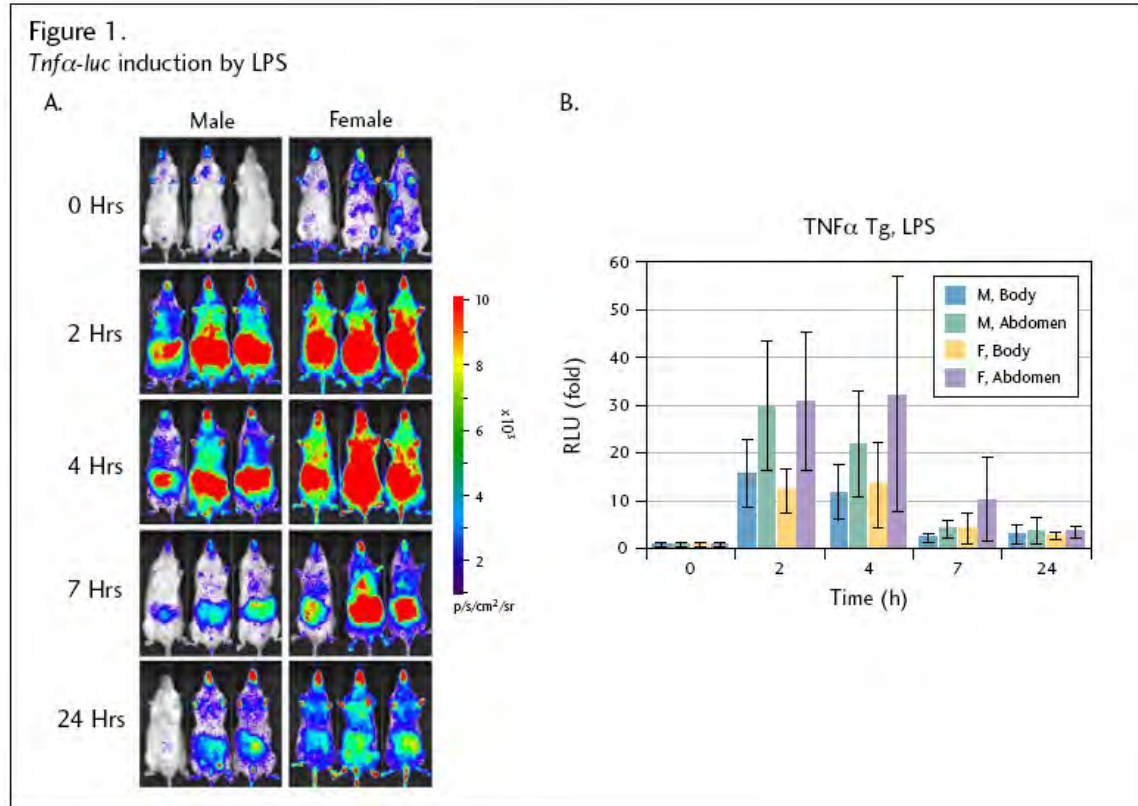 Figure 1.
Tnfα-luc induction by LPS
A.
Male Female
0 Hrs
2 Hrs
4 Hrs
7 Hrs
24 Hrs
10
8
6
4
2
x 10³
p/s/cm²/sr
B.
TNFα Tg, LPS
60
50
40
30
20
10
0
RLU (fold)
M, Body
M, Abdomen
F, Body
F, Abdomen
0 2 4 7 24
Time (h)